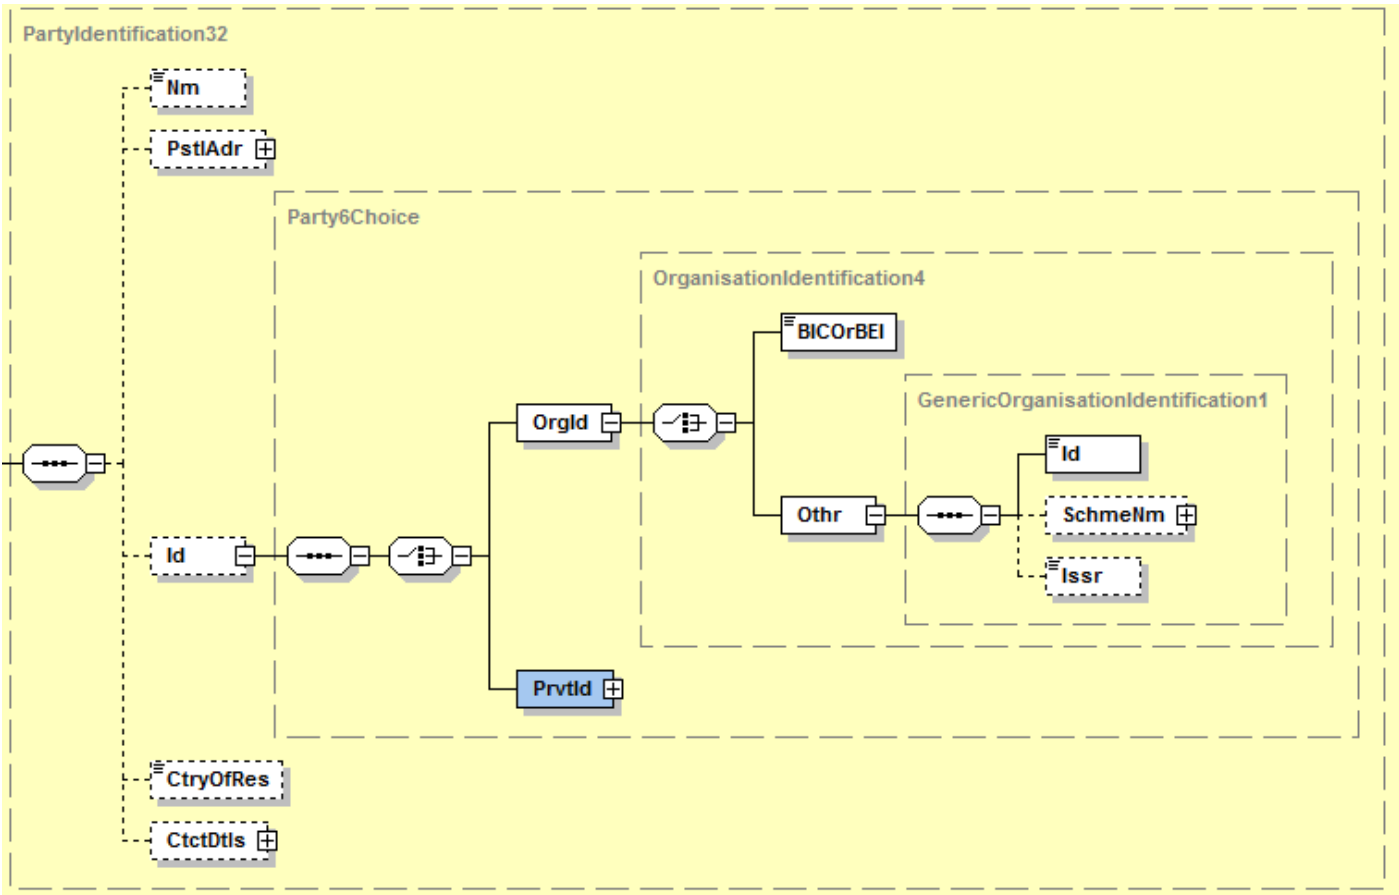 PartyIdentification32
Nm
PstlAdr
Party6Choice
OrganisationIdentification4
BICOrBEI
GenericOrganisationIdentification1
OrgId
Id
Othr
SchmeNm
Issr
Id
PrvtId
CtryOfRes
CtctDtls